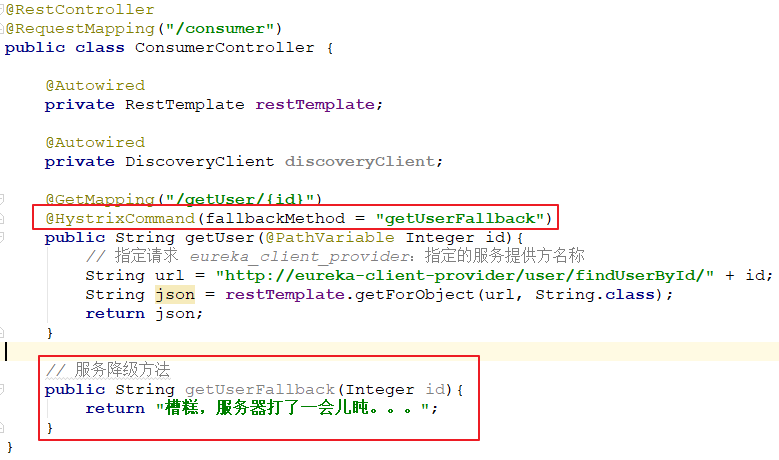 @RestController
@RequestMapping("/consumer")
public class ConsumerController {
@Autowired
private RestTemplate restTemplate;
@Autowired
private DiscoveryClient discoveryClient;
@GetMapping("/getUser/{id}")
@HystrixCommand(fallbackMethod = "getUserFallback")
public String getUser(@PathVariable Integer id){
// 指定请求 eureka_client_provider：指定的服务提供方名称
String url = "http://eureka-client-provider/user/findUserById/" + id;
String json = restTemplate.getForObject(url, String.class);
return json;
}
// 服务降级方法
public String getUserFallback(Integer id){
return "槽糕，服务器打了一会儿盹。。。";
}
}